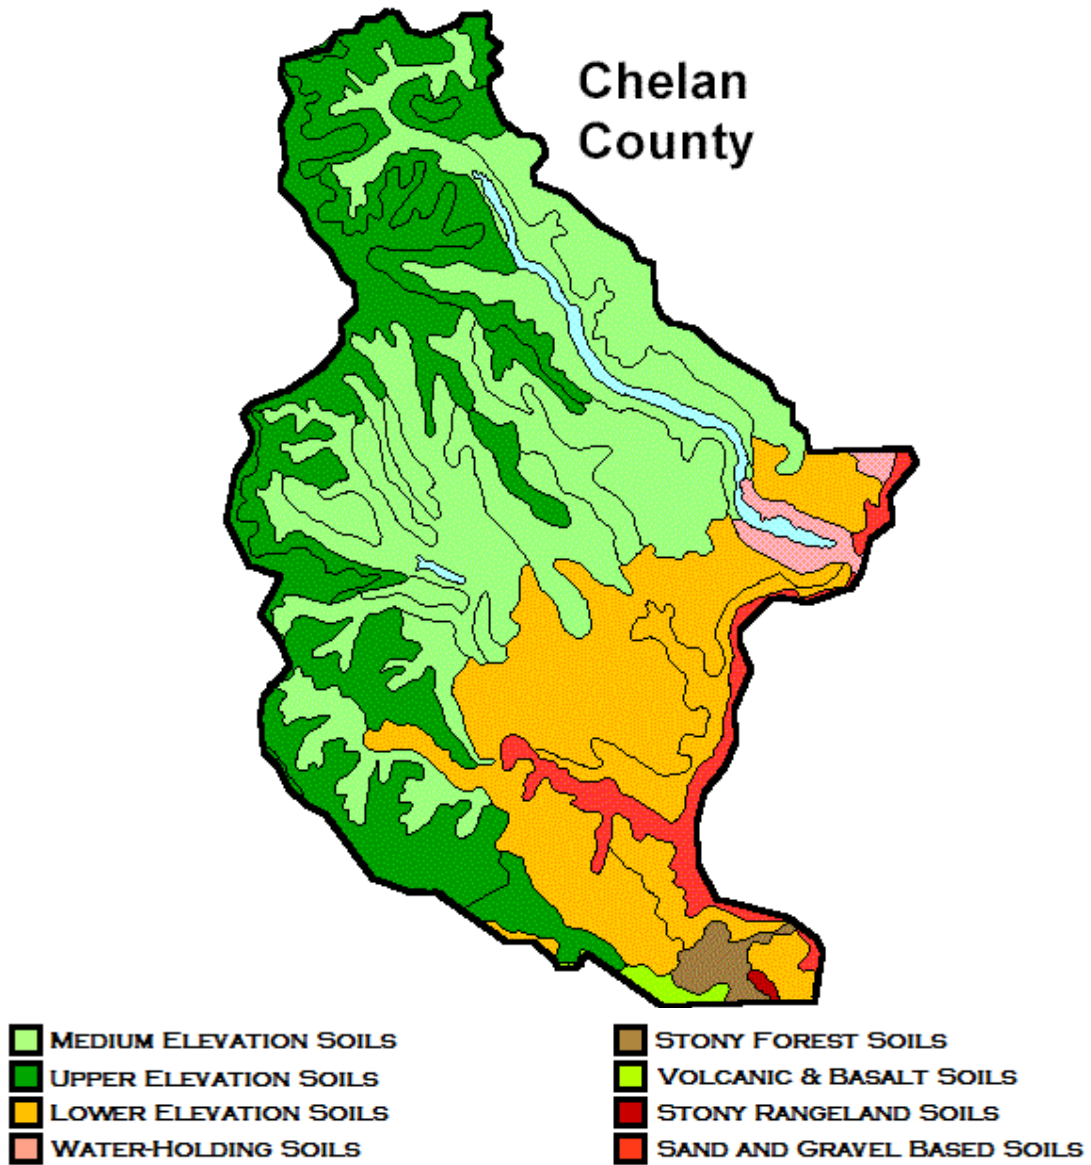 Chelan
County
MEDIUM ELEVATION SOILS
UPPER ELEVATION SOILS
LOWER ELEVATION SOILS
WATER-HOLDING SOILS
STONY FOREST SOILS
VOLCANIC & BASALT SOILS
STONY RANGELAND SOILS
SAND AND GRAVEL BASED SOILS